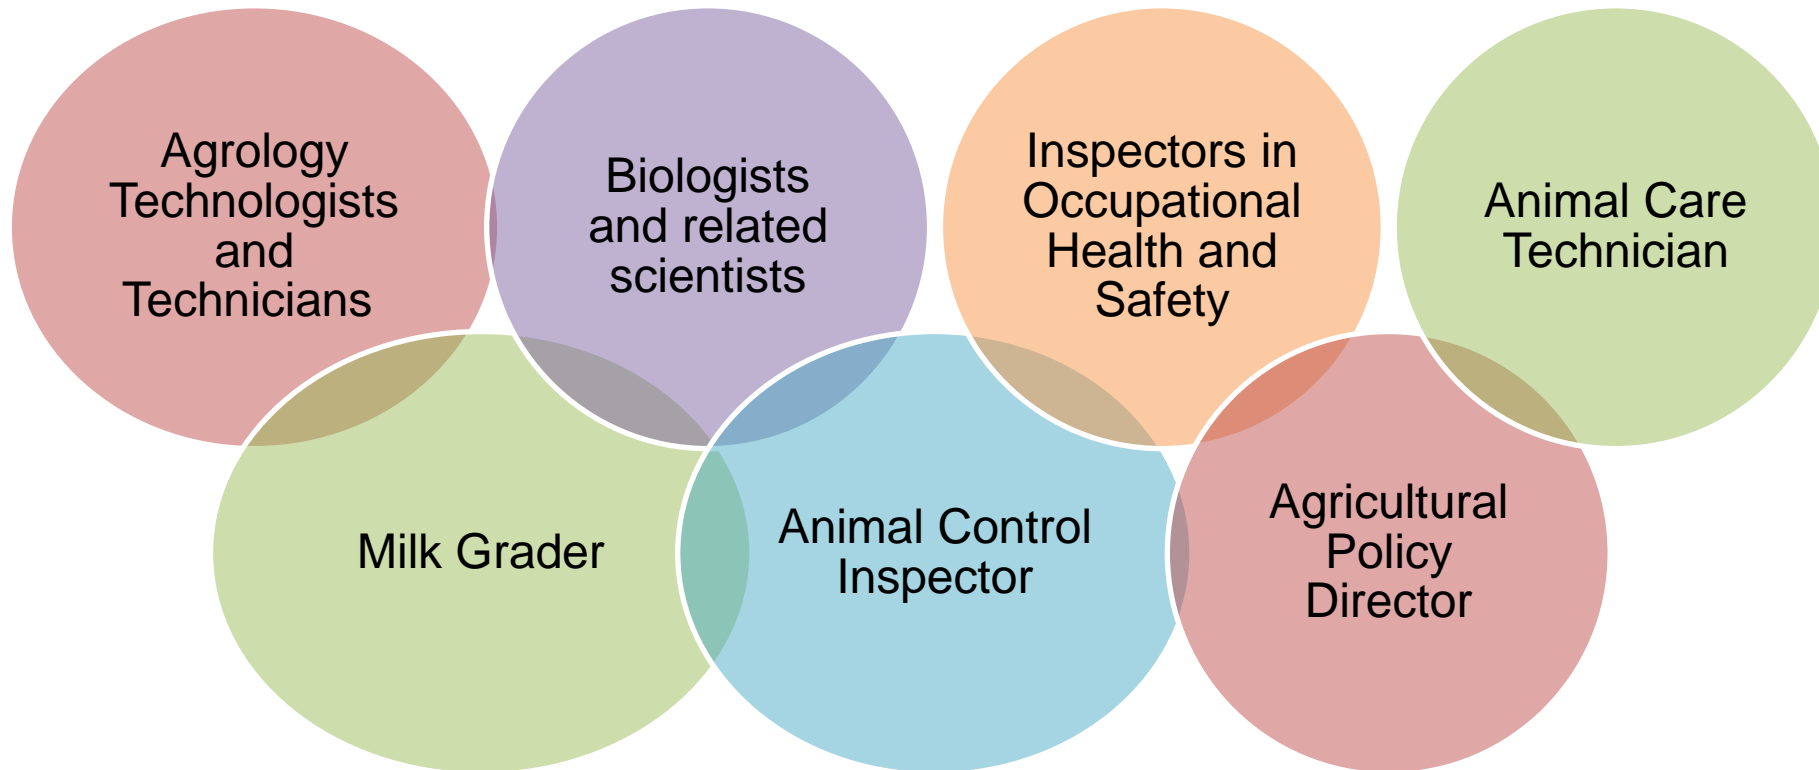 Agrology
Technologists
and
Technicians
Biologists
and related
scientists
Inspectors in
Occupational
Health and
Safety
Animal Care
Technician
Milk Grader
Animal Control
Inspector
Agricultural
Policy
Director